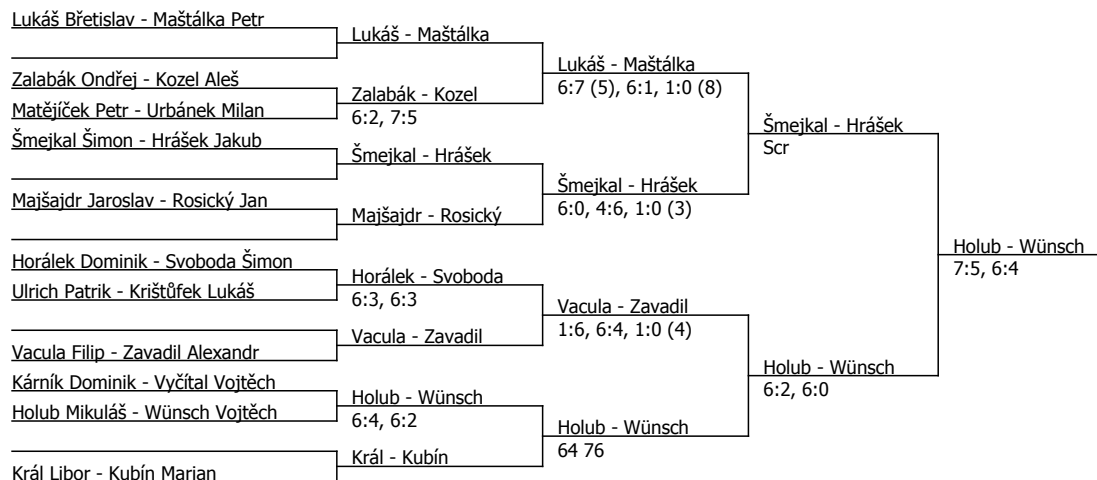 Lukáš Břetislav - Maštálka Petr
Zalabák Ondřej - Kozel Aleš
Matějíček Petr - Urbánek Milan
Šmejkal Šimon - Hrášek Jakub
Majšajdr Jaroslav - Rosický Jan
Horálek Dominik - Svoboda Šimon
Ulrich Patrik - Krištůfek Lukáš
Vacula Filip - Zavadil Alexandr
Kárník Dominik - Vyčítal Vojtěch
Holub Mikuláš - Wünsch Vojtěch
Král Libor - Kubín Marian
Lukáš - Maštálka
Zalabák - Kozel
6:2, 7:5
Šmejkal - Hrášek
Majšajdr - Rosický
Horálek - Svoboda
6:3, 6:3
Vacula - Zavadil
Holub - Wünsch
6:4, 6:2
Král - Kubín
Lukáš - Maštálka
6:7 (5), 6:1, 1:0 (8)
Šmejkal - Hrášek
6:0, 4:6, 1:0 (3)
Vacula - Zavadil
1:6, 6:4, 1:0 (4)
Holub - Wünsch
64 76
Šmejkal - Hrášek
Scr
Holub - Wünsch
6:2, 6:0
Holub - Wünsch
7:5, 6:4